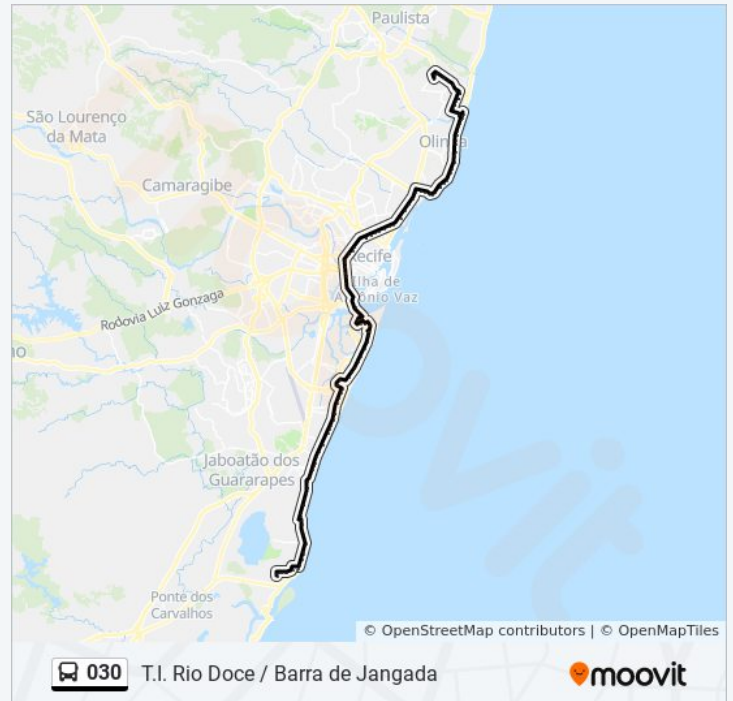 Paulista
São Lourenço
da Mata
Olinda
Camaragibe
Recife
Ilha de
Antônio Vaz
Rodovia Luiz Gonzaga
Jaboatão dos
Guararapes
Ponte dos
Carvalhos
© OpenStreetMap contributors | © OpenMapTiles
030 T.I. Rio Doce / Barra de Jangada
moovit